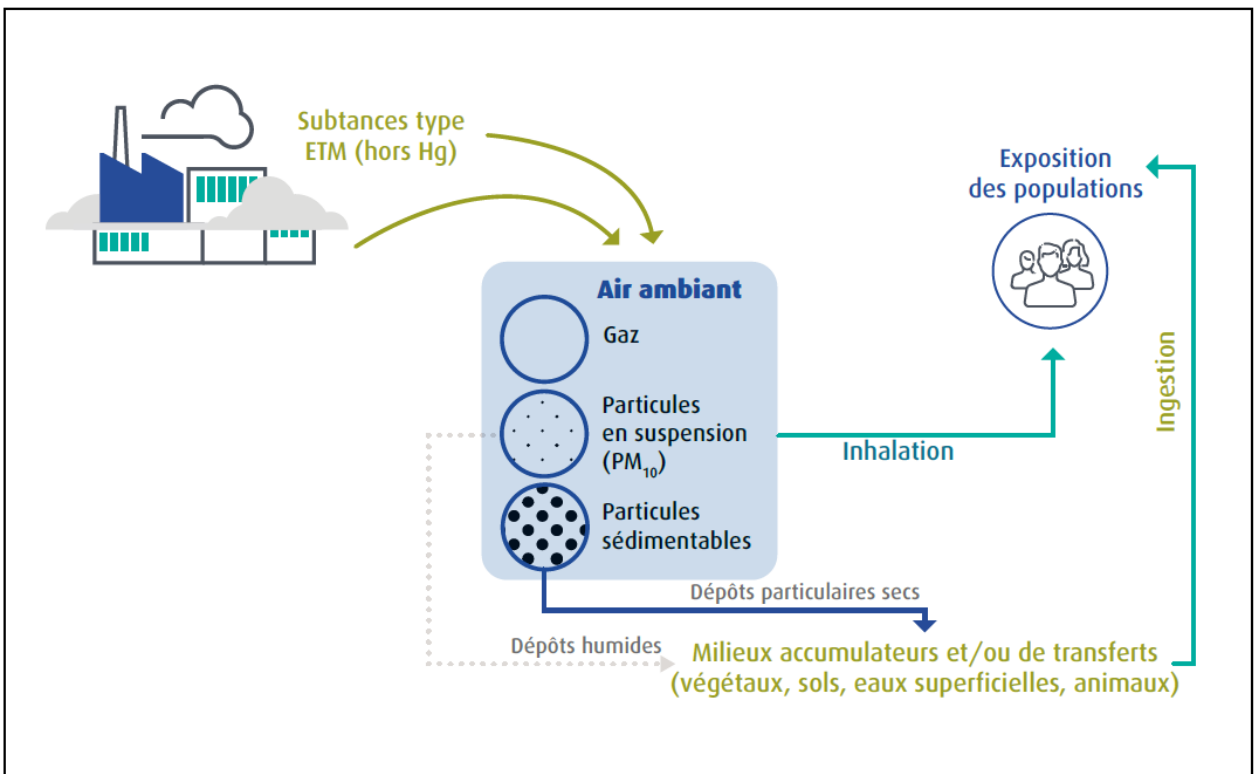 Subtances type
ETM (hors Hg)
Exposition
des populations
Air ambiant
Gaz
Particules
en suspension
(PM₁₀)
Particules
sédimentables
Inhalation
Ingestion
Dépôts particulaires secs
Dépôts humides
Milieux accumulateurs et/ou de transferts
(végétaux, sols, eaux superficielles, animaux)